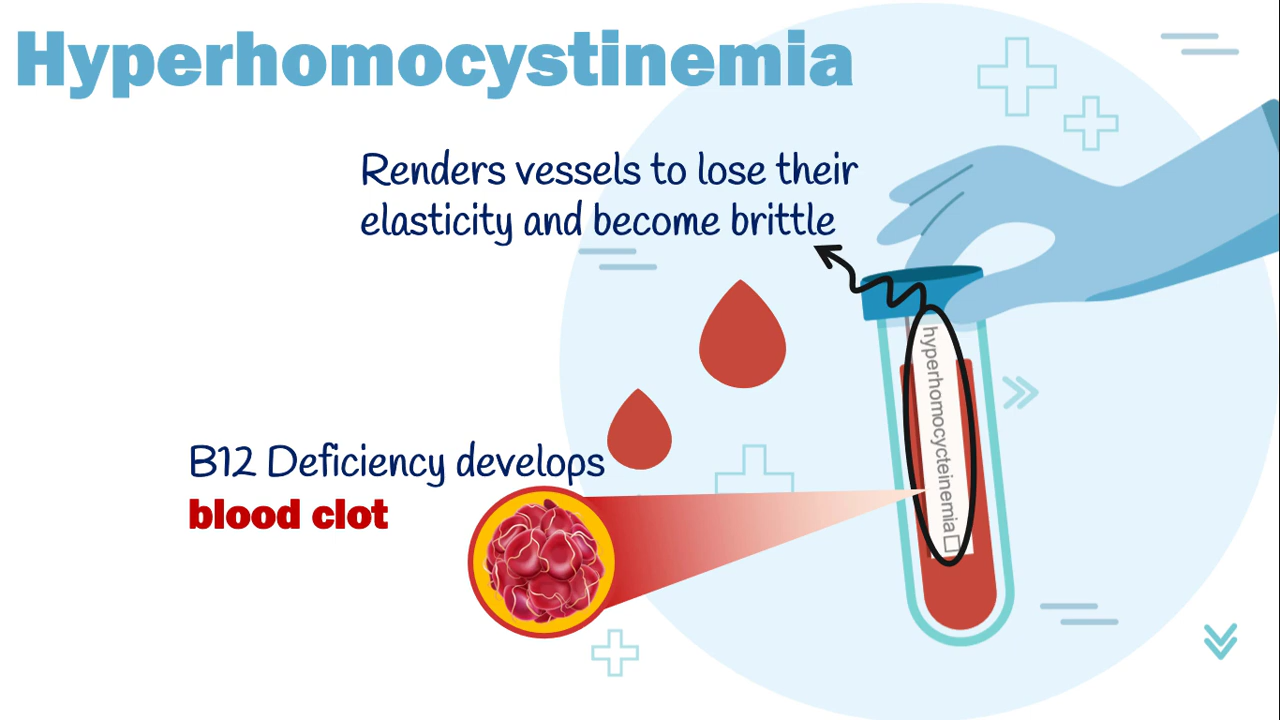 Hyperhomocystinemia
Renders vessels to lose their
elasticity and become brittle
hyperhomocycteinemia
B12 Deficiency develops
blood clot